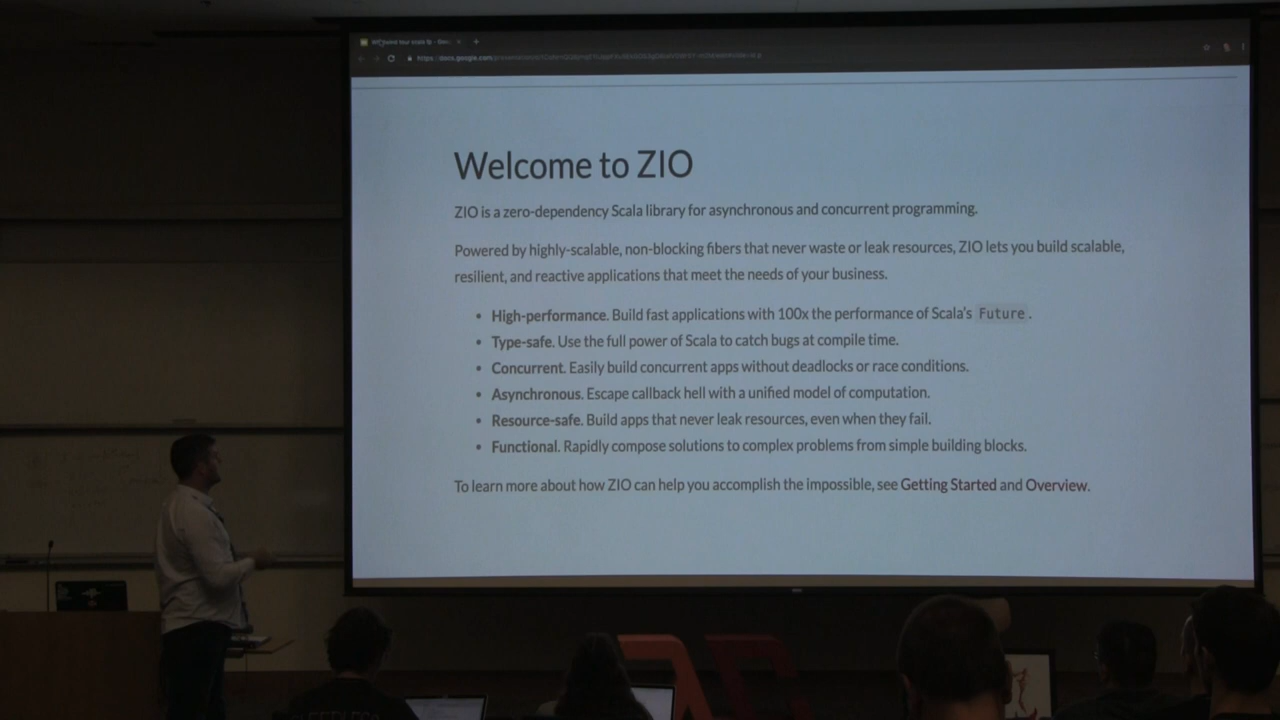 https://docs.google.com
Welcome to ZIO
ZIO is a zero-dependency Scala library for asynchronous and concurrent programming.
Powered by highly-scalable, non-blocking fibers that never waste or leak resources, ZIO lets you build scalable,
resilient, and reactive applications that meet the needs of your business.
• High-performance. Build fast applications with 100x the performance of Scala's Future.
• Type-safe. Use the full power of Scala to catch bugs at compile time.
• Concurrent. Easily build concurrent apps without deadlocks or race conditions.
• Asynchronous. Escape callback hell with a unified model of computation.
• Resource-safe. Build apps that never leak resources, even when they fail.
• Functional. Rapidly compose solutions to complex problems from simple building blocks.
To learn more about how ZIO can help you accomplish the impossible, see Getting Started and Overview.